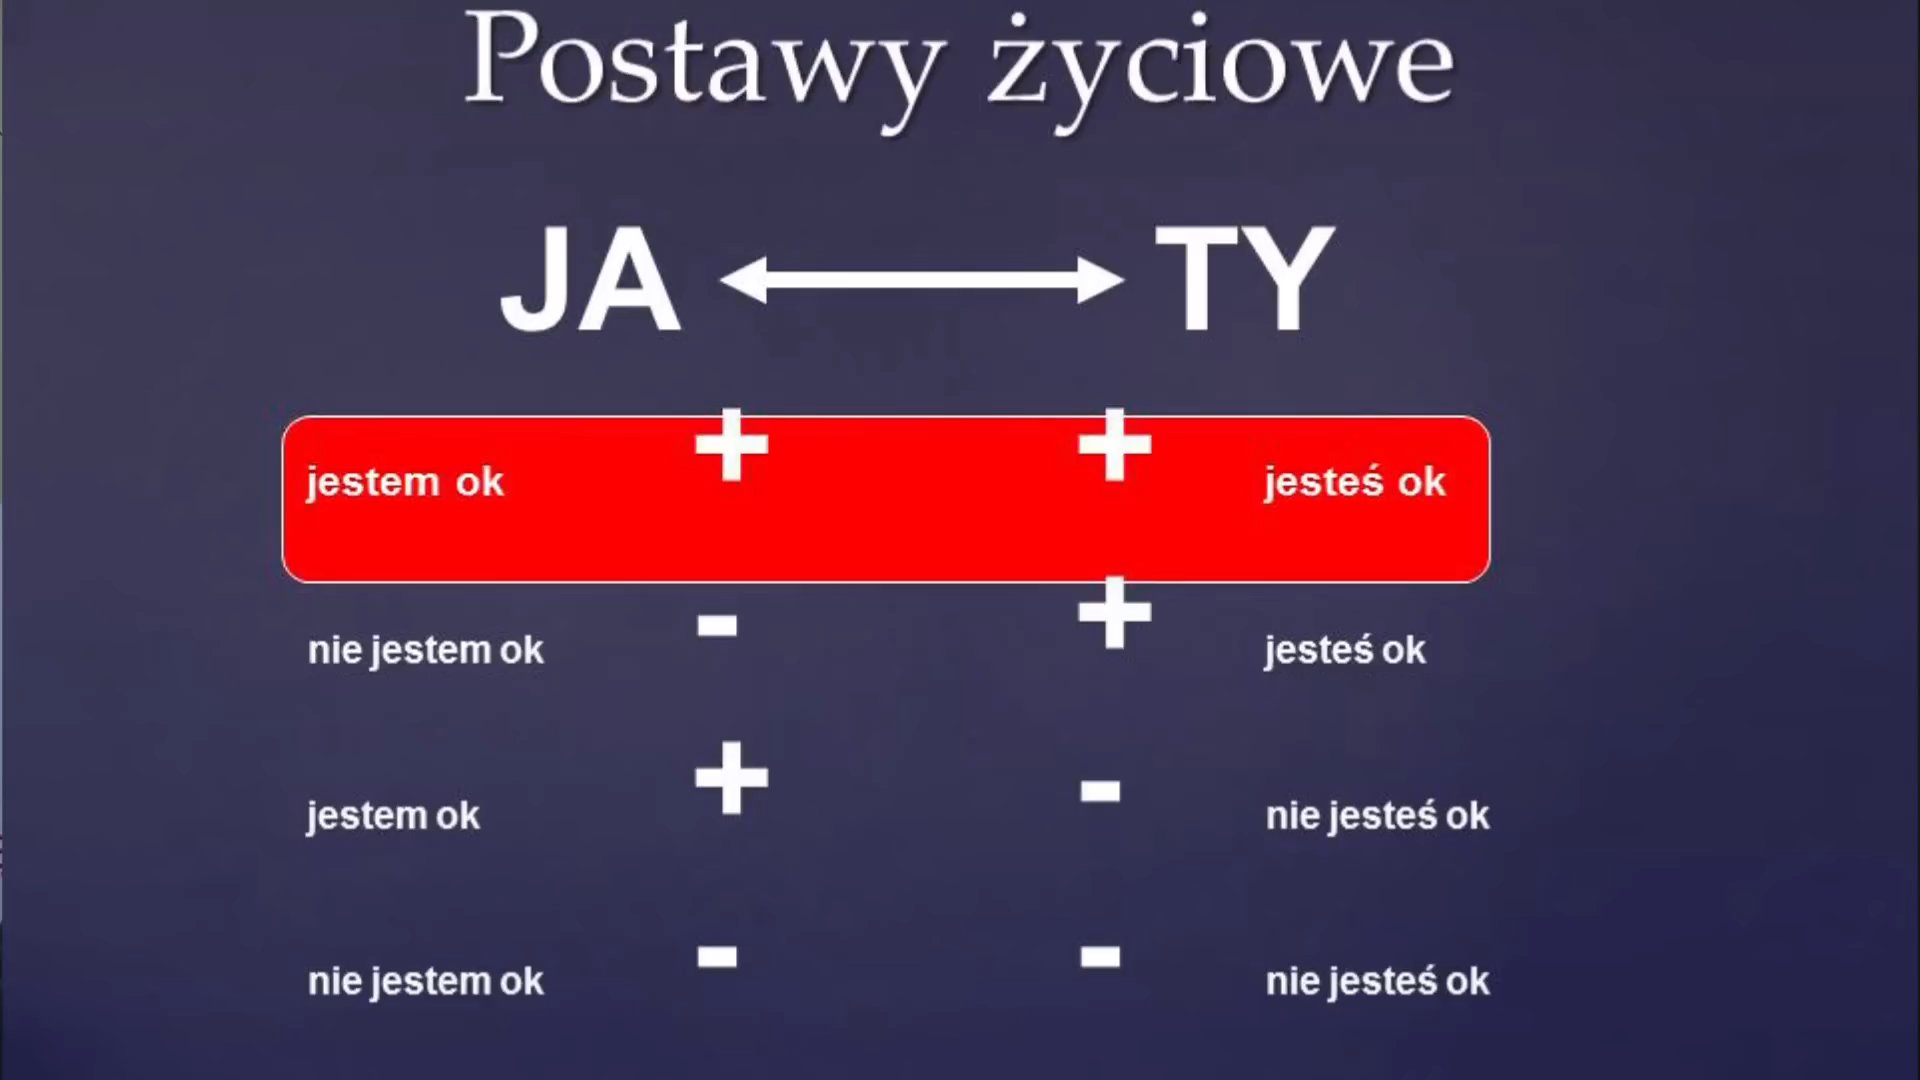 Postawy życiowe
JA TY
+ +
jestem ok jesteś ok
- +
nie jestem ok jesteś ok
+ -
jestem ok nie jesteś ok
- -
nie jestem ok nie jesteś ok